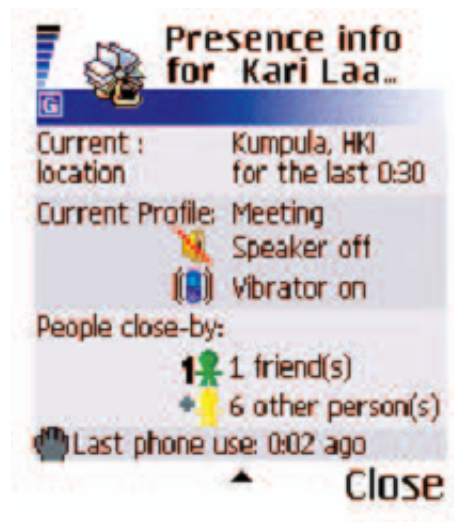 Presence info
for Kari Laa...
G
Current : Kumpula, HKI
location for the last 0:30
Current Profile: Meeting
Speaker off
Vibrator on
People close-by:
1 1 friend(s)
+ 6 other person(s)
Last phone use: 0:02 ago
Close